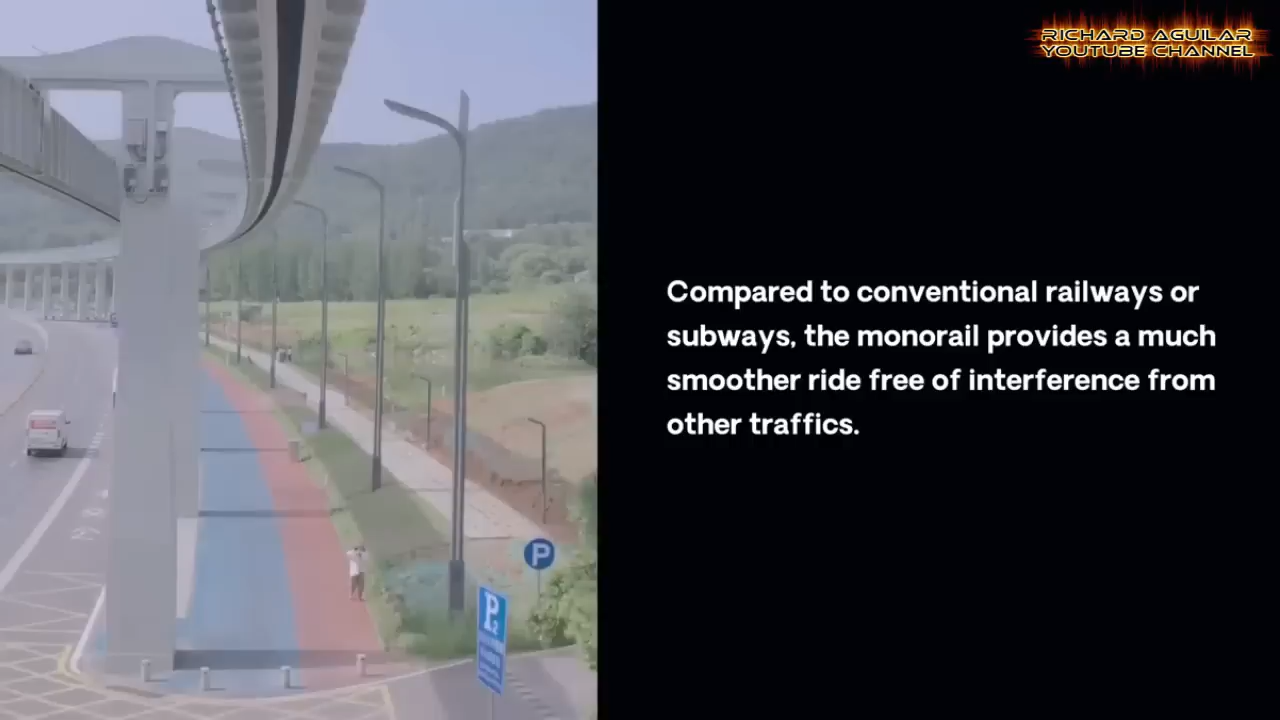 RICHARD AGUILAR
YOUTUBE CHANNEL
Compared to conventional railways or
subways, the monorail provides a much
smoother ride free of interference from
other traffics.
P
P2